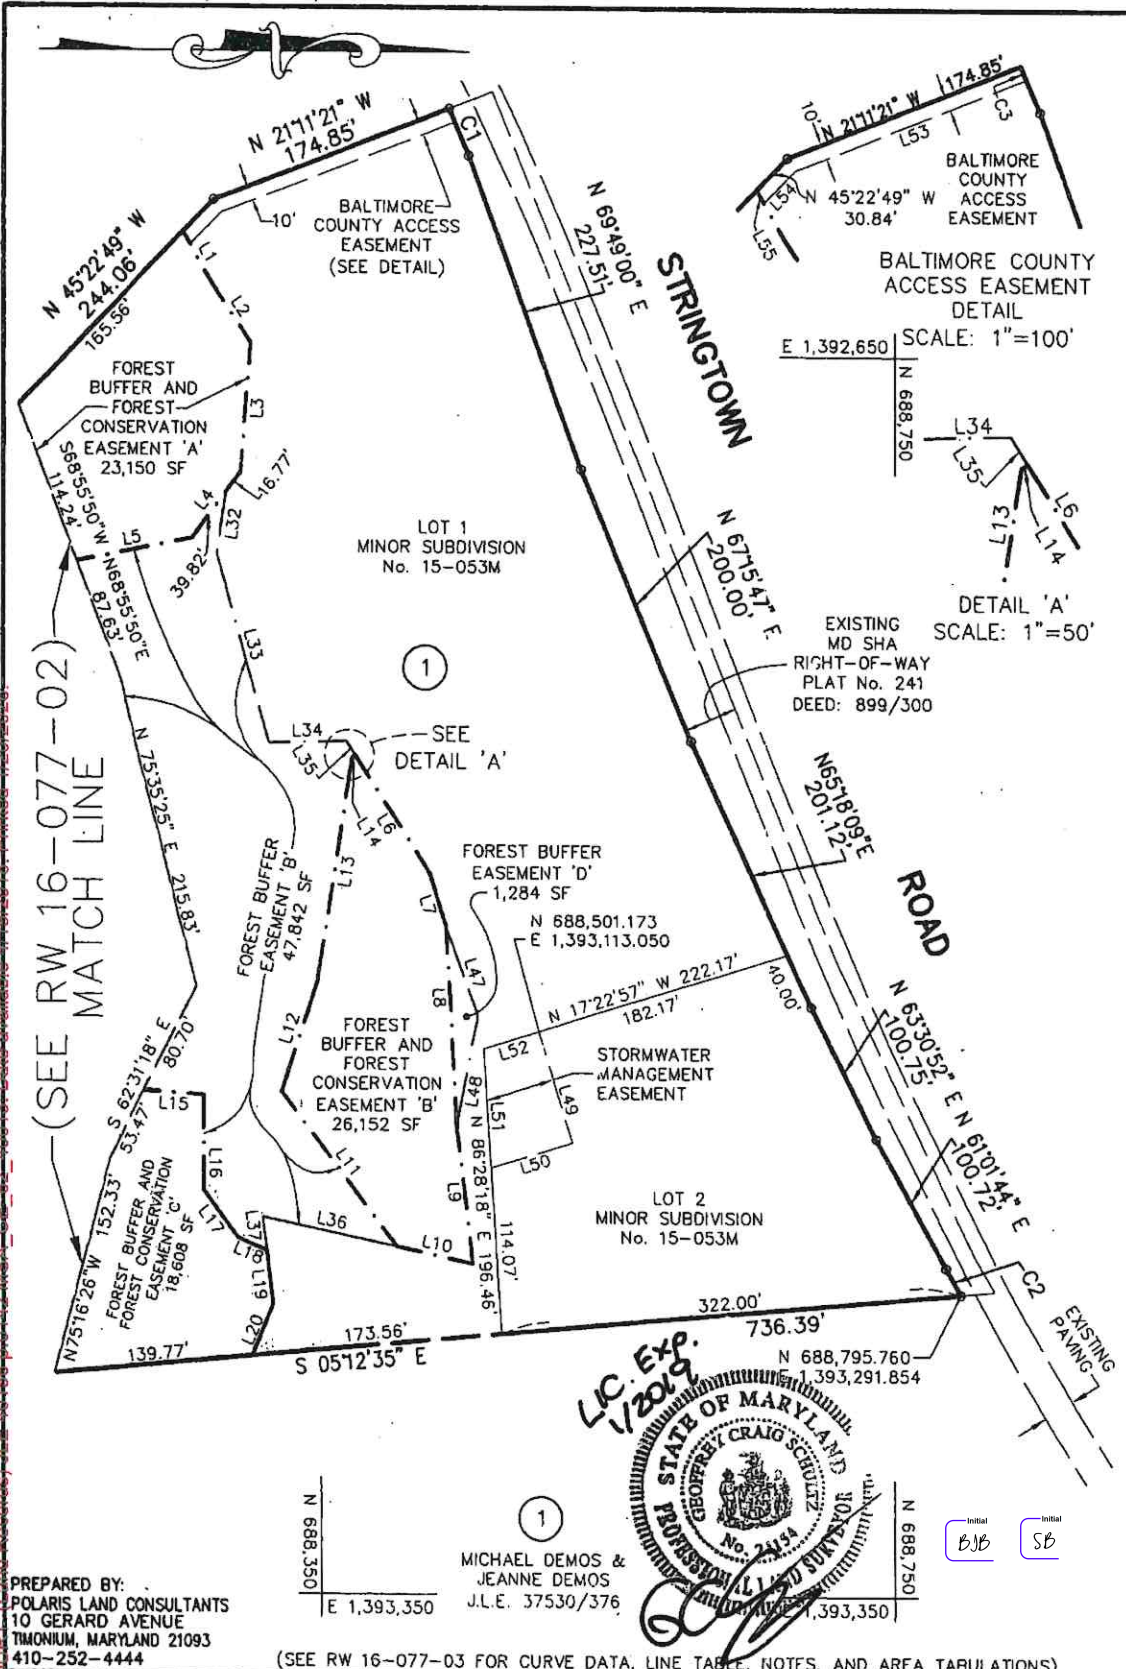 N 21°11'21" W
174.85'
C1
10'
BALTIMORE
COUNTY ACCESS
EASEMENT
(SEE DETAIL)
N 45°22'49" W
244.06'
165.56'
L1
L2
L3
FOREST
BUFFER AND
FOREST
CONSERVATION
EASEMENT 'A'
23,150 SF
S68°55'50"W
114.24'
L4
L5
L16.77'
L32
39.82'
N68°55'50"E
87.63'
L33
LOT 1
MINOR SUBDIVISION
No. 15-053M
1
N 69°49'00" E
227.51'
STRINGTOWN
ROAD
174.85'
10'
N 21°11'21" W
L53
C3
L54
N 45°22'49" W
30.84'
L55
BALTIMORE
COUNTY
ACCESS
EASEMENT
BALTIMORE COUNTY
ACCESS EASEMENT
DETAIL
SCALE: 1"=100'
E 1,392,650
N 688,750
L34
L35
L6
L13
L14
DETAIL 'A'
SCALE: 1"=50'
N 67°15'47" E
200.00'
EXISTING
MD SHA
RIGHT-OF-WAY
PLAT No. 241
DEED: 899/300
(SEE RW 16-077-02)
MATCH LINE
N 75°35'25" E 215.83'
L34
L35
SEE
DETAIL 'A'
L14
L6
L13
L7
N65°18'09"E
201.12'
FOREST BUFFER
EASEMENT 'B'
47,842 SF
FOREST BUFFER
EASEMENT 'D'
1,284 SF
N 688,501.173
E 1,393,113.050
L47
L8
N 17°22'57" W 222.17'
182.17'
40.00'
L12
FOREST
BUFFER AND
FOREST
CONSERVATION
EASEMENT 'B'
26,152 SF
L52
STORMWATER
MANAGEMENT
EASEMENT
L48
L51
L49
L50
N 63°30'52" E
100.75'
N 61°01'44" E
100.72'
S 62°31'18" E
80.70'
53.47'
L15
L16
L17
L18
L37
L19
L20
L11
L36
L10
L9
N 86°28'18" E 196.46'
114.07'
LOT 2
MINOR SUBDIVISION
No. 15-053M
N75°16'26"W 152.33'
FOREST BUFFER AND
FOREST CONSERVATION
EASEMENT 'C'
18,608 SF
139.77'
173.56'
S 05°12'35" E
322.00'
736.39'
C2
EXISTING
PAVING
N 688,795.760
E 1,393,291.854
LIC. EXP.
1/2019
STATE OF MARYLAND
GEOFFREY CRAIG SCHULTZ
PROFESSIONAL LAND SURVEYOR
N 688,350
E 1,393,350
1
MICHAEL DEMOS &
JEANNE DEMOS
J.L.E. 37530/376
N 688,750
E 1,393,350
Initial
BJB
Initial
SB
PREPARED BY:
POLARIS LAND CONSULTANTS
10 GERARD AVENUE
TIMONIUM, MARYLAND 21093
410-252-4444
(SEE RW 16-077-03 FOR CURVE DATA, LINE TABLE, NOTES, AND AREA TABULATIONS)